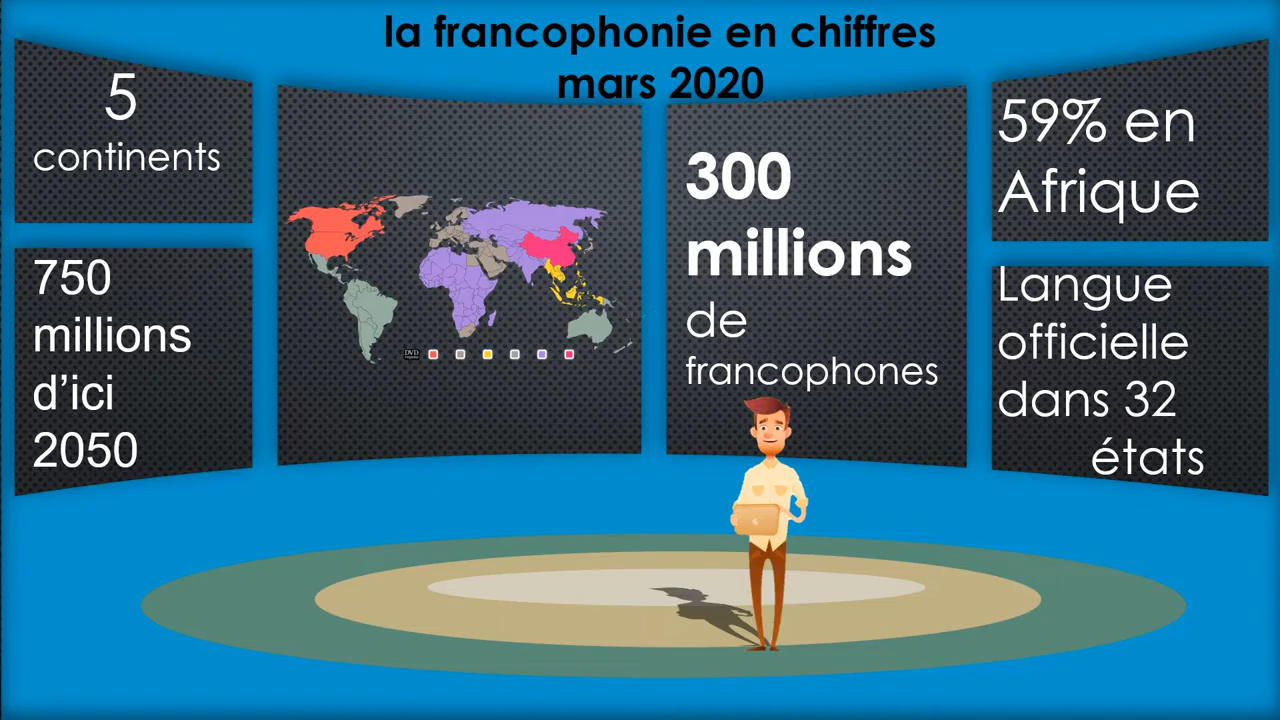 la francophonie en chiffres
mars 2020
5
continents
750
millions
d'ici
2050
DVD
300
millions
de
francophones
59% en
Afrique
Langue
officielle
dans 32
états